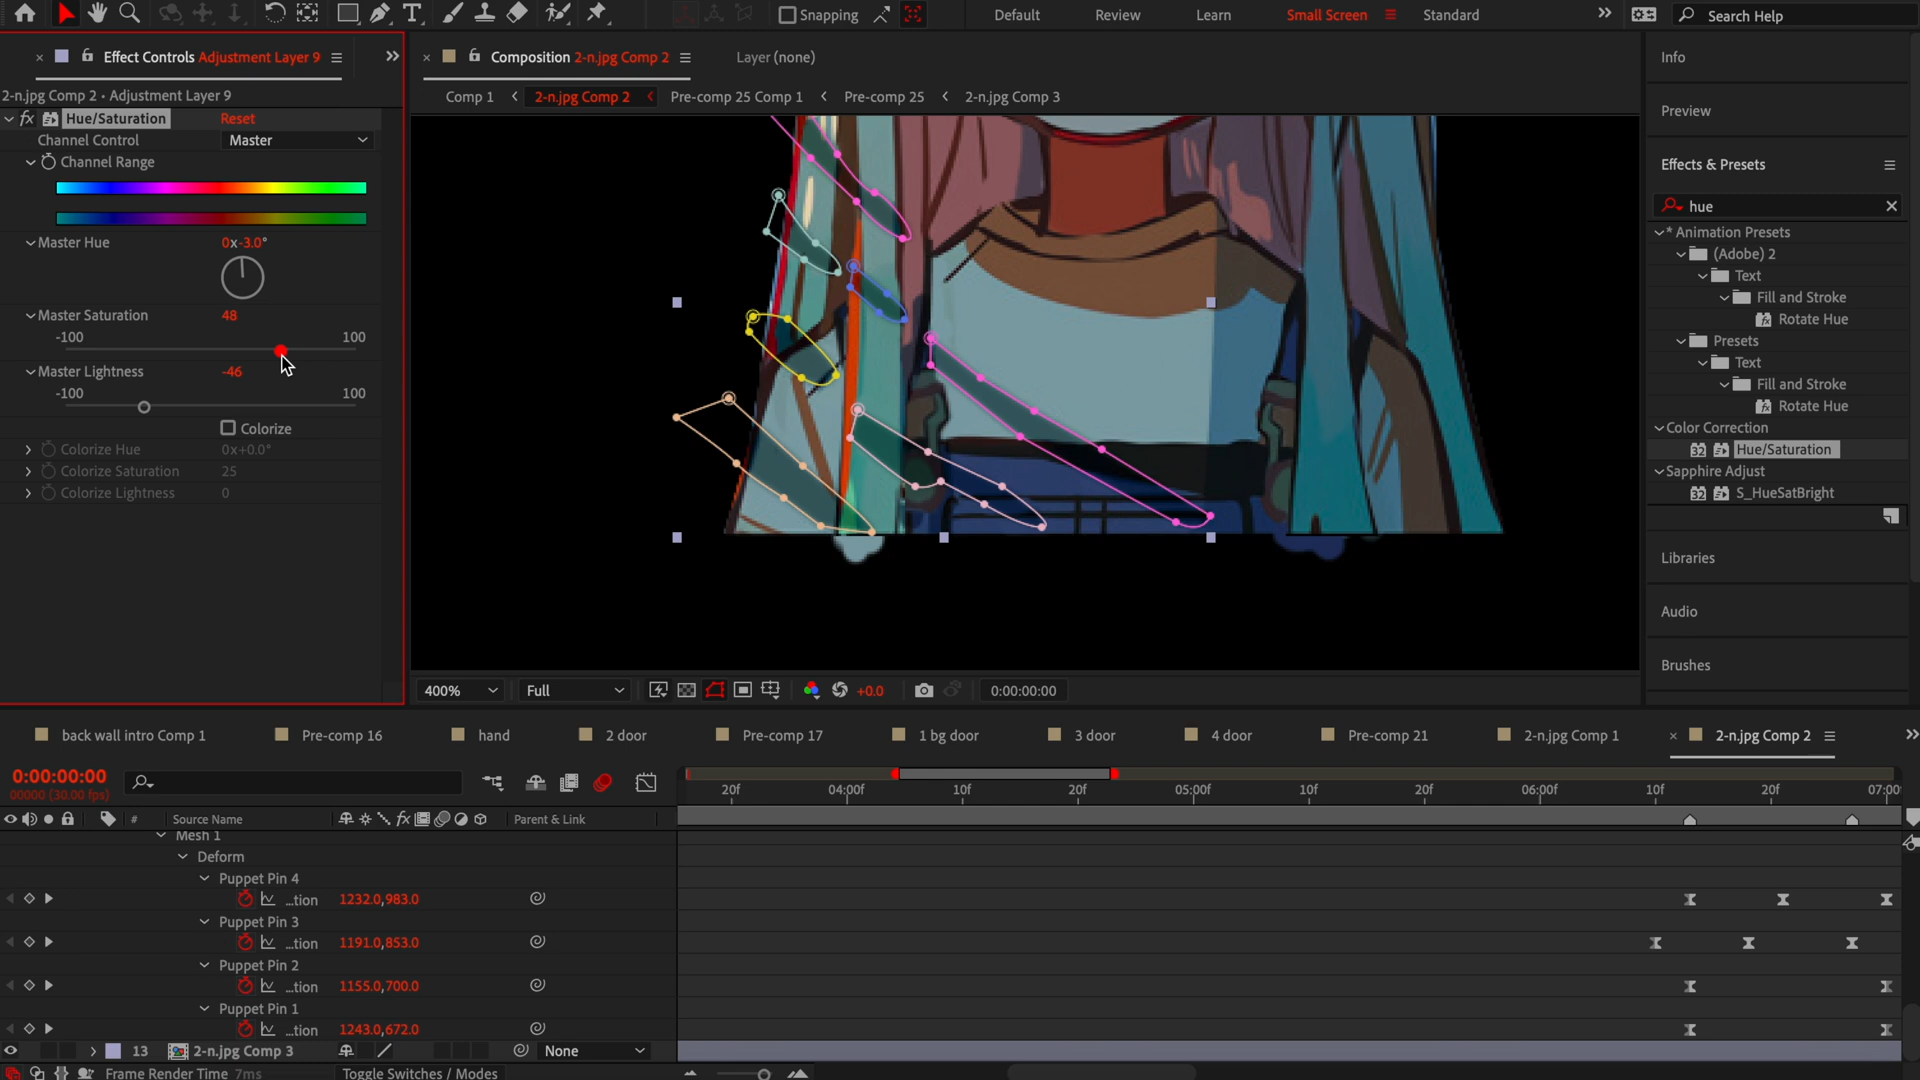 Snapping
Default
Review
Learn
Small Screen
Standard
Search Help
Effect Controls Adjustment Layer 9
Composition 2-n.jpg Comp 2
Layer (none)
Info
2-n.jpg Comp 2 • Adjustment Layer 9
Comp 1
2-n.jpg Comp 2
Pre-comp 25 Comp 1
Pre-comp 25
2-n.jpg Comp 3
fx Hue/Saturation Reset
Channel Control Master
Channel Range
Master Hue 0x-3.0°
Master Saturation 48
-100 100
Master Lightness -46
-100 100
Colorize
Colorize Hue 0x+0.0°
Colorize Saturation 25
Colorize Lightness 0
Preview
Effects & Presets
hue
* Animation Presets
(Adobe) 2
Text
Fill and Stroke
Rotate Hue
Presets
Text
Fill and Stroke
Rotate Hue
Color Correction
32 Hue/Saturation
Sapphire Adjust
32 S_HueSatBright
Libraries
Audio
Brushes
400% Full +0.0 0:00:00:00
back wall intro Comp 1
Pre-comp 16
hand
2 door
Pre-comp 17
1 bg door
3 door
4 door
Pre-comp 21
2-n.jpg Comp 1
2-n.jpg Comp 2
0:00:00:00
00000 (30.00 fps)
20f 04:00f 10f 20f 05:00f 10f 20f 06:00f 10f 20f 07:00
# Source Name fx Parent & Link
Mesh 1
Deform
Puppet Pin 4
...tion 1232.0,983.0
Puppet Pin 3
...tion 1191.0,853.0
Puppet Pin 2
...tion 1155.0,700.0
Puppet Pin 1
...tion 1243.0,672.0
13 2-n.jpg Comp 3 None
Frame Render Time 7ms
Toggle Switches / Modes